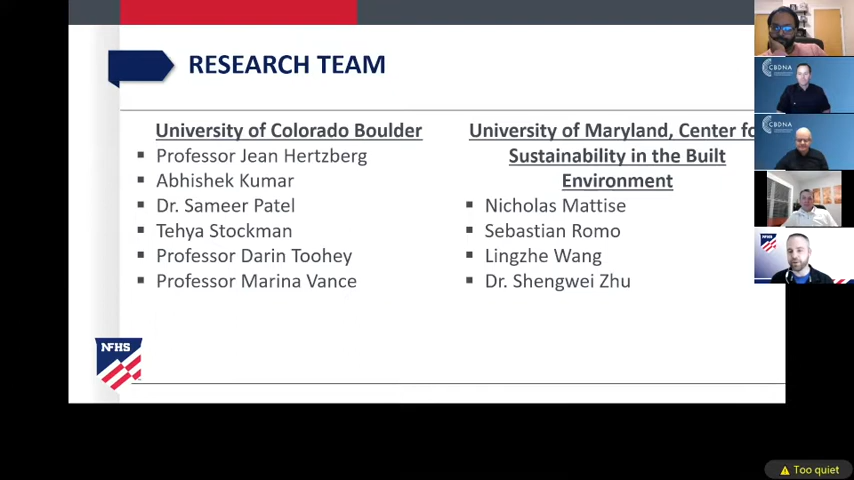 RESEARCH TEAM
University of Colorado Boulder
Professor Jean Hertzberg
Abhishek Kumar
Dr. Sameer Patel
Tehya Stockman
Professor Darin Toohey
Professor Marina Vance
University of Maryland, Center fo
Sustainability in the Built
Environment
Nicholas Mattise
Sebastian Romo
Lingzhe Wang
Dr. Shengwei Zhu
NFHS
CBDNA
CBDNA
Too quiet